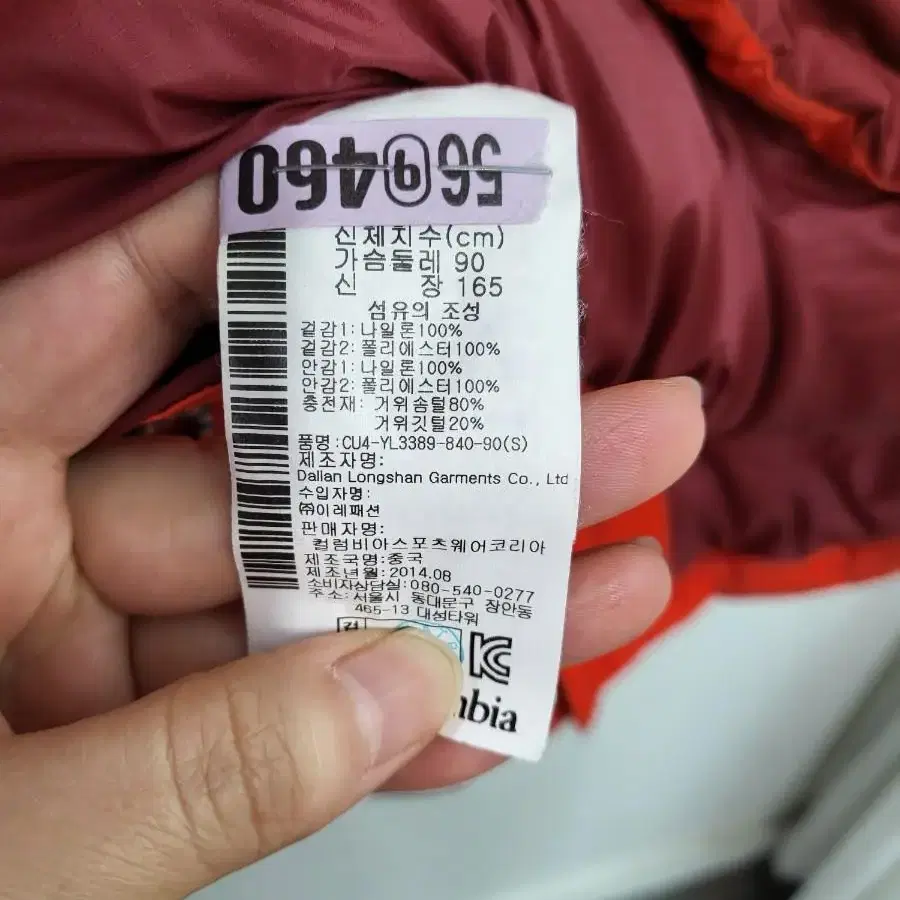 신체치수(cm)
가슴둘레 90
신 장 165
섬유의 조성
겉감1: 나일론100%
겉감2: 폴리에스터100%
안감1: 나일론100%
안감2: 폴리에스터100%
충전재: 거위솜털80%
거위깃털20%
품명:CU4-YL3389-840-90(S)
제조자명:
Dalian Longshan Garments Co., Ltd
수입자명:
㈜이레패션
판매자명:
컬럼비아스포츠웨어코리아
제조국명:중국
제조년월:2014.08
소비자상담실:080-540-0277
주소:서울시 동대문구 장안동
465-13 대성타워